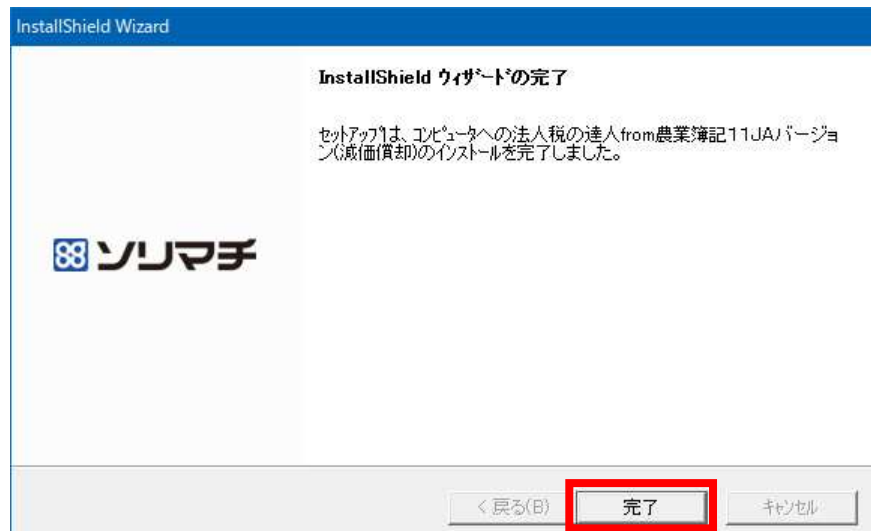 InstallShield Wizard
InstallShield ウィザードの完了
セットアップは、コンピュータへの法人税の達人from農業簿記11JAバージョ
ン(減価償却)のインストールを完了しました。
ソリマチ
< 戻る(B)
完了
キャンセル